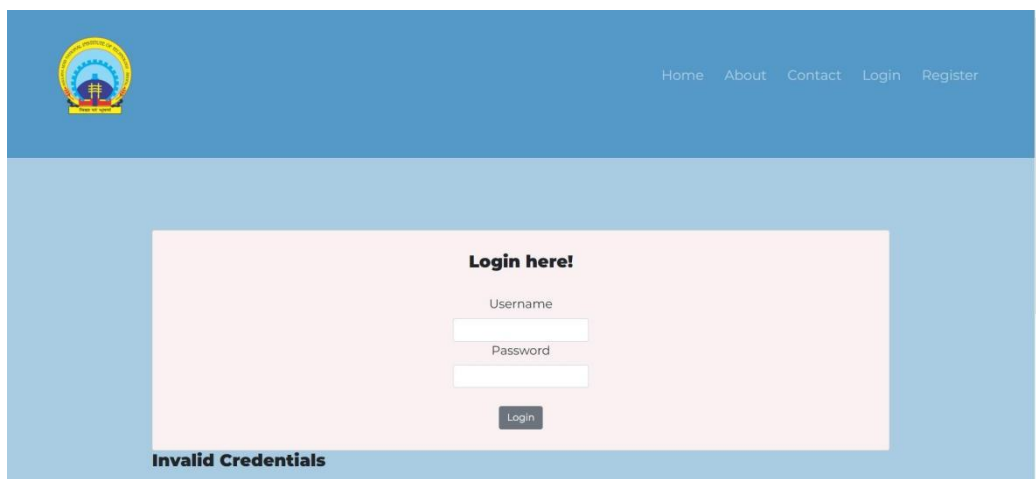 Home About Contact Login Register
Login here!
Username
Password
Login
Invalid Credentials